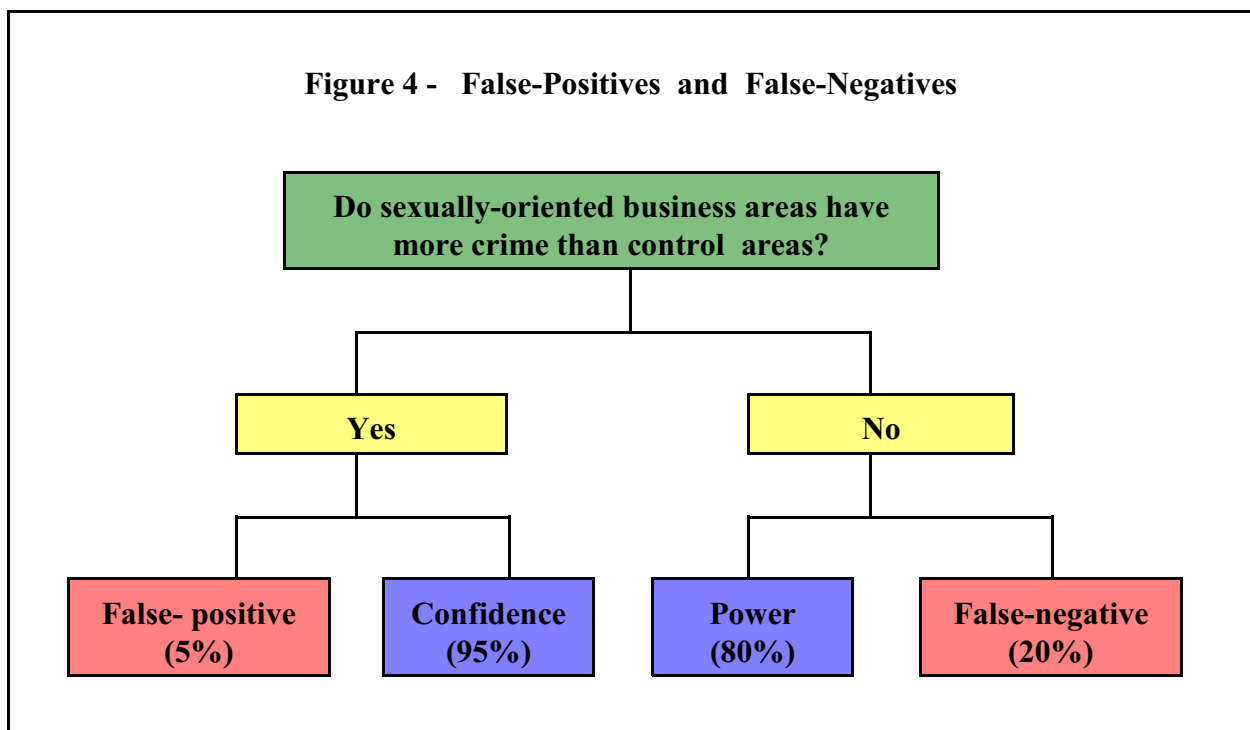 Figure 4 - False-Positives and False-Negatives
Do sexually-oriented business areas have
more crime than control areas?
Yes
No
False- positive
(5%)
Confidence
(95%)
Power
(80%)
False-negative
(20%)